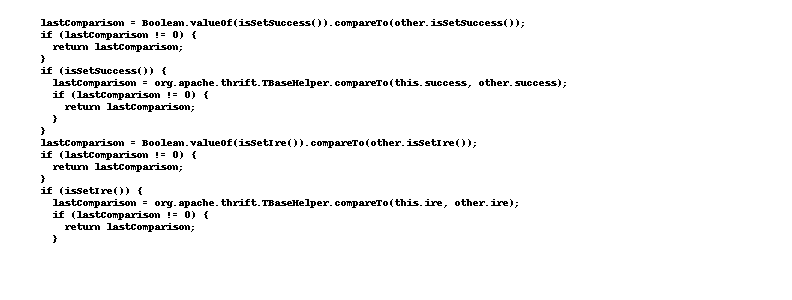 lastComparison = Boolean.valueOf(isSetSuccess()).compareTo(other.isSetSuccess());
if (lastComparison != 0) {
  return lastComparison;
}
if (isSetSuccess()) {
  lastComparison = org.apache.thrift.TBaseHelper.compareTo(this.success, other.success);
  if (lastComparison != 0) {
    return lastComparison;
  }
}
lastComparison = Boolean.valueOf(isSetIre()).compareTo(other.isSetIre());
if (lastComparison != 0) {
  return lastComparison;
}
if (isSetIre()) {
  lastComparison = org.apache.thrift.TBaseHelper.compareTo(this.ire, other.ire);
  if (lastComparison != 0) {
    return lastComparison;
  }